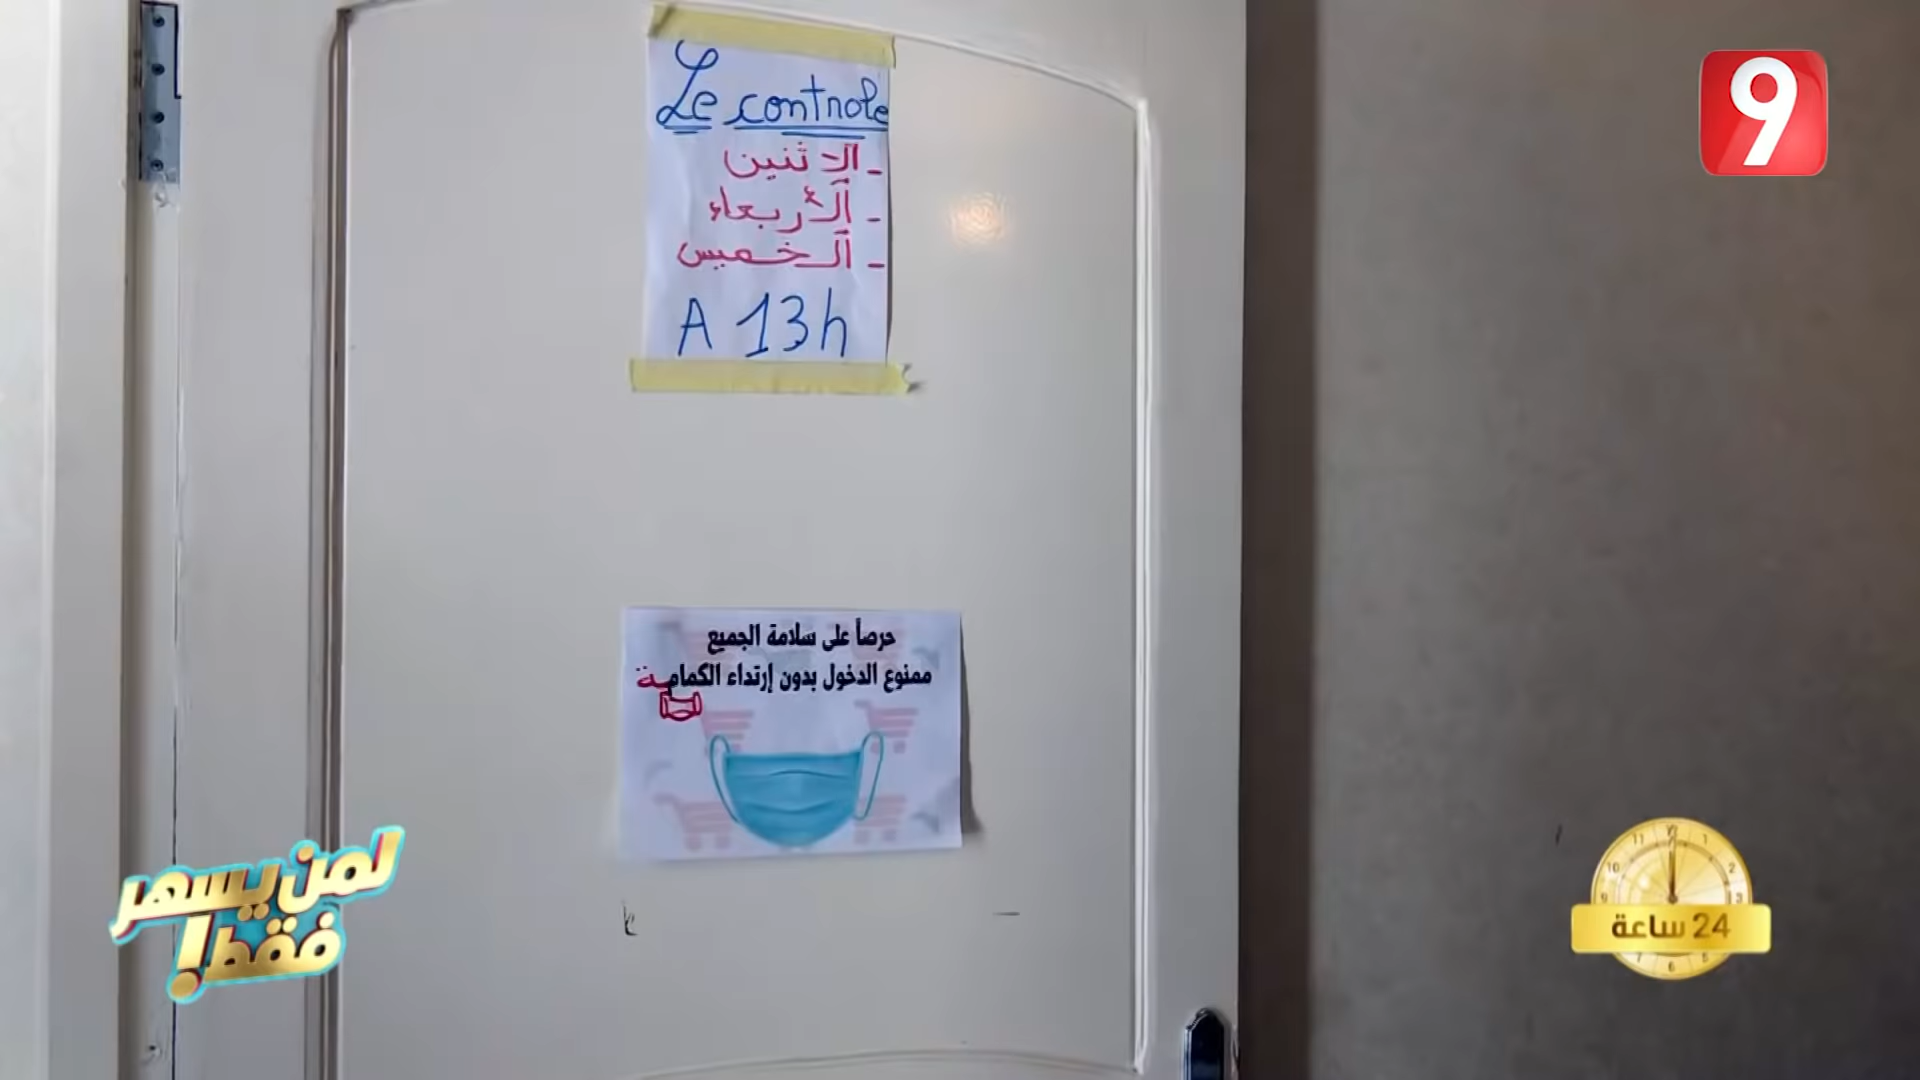 Le controle
- الاثنين
- الأربعاء
- الخميس
A 13h
حرصاً على سلامة الجميع
ممنوع الدخول بدون إرتداء الكمامة
9
لمن يسهر
فقط!
24 ساعة